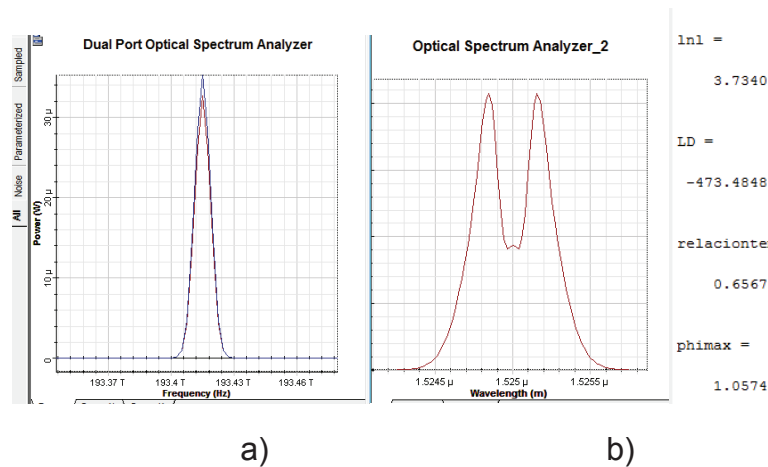 Dual Port Optical Spectrum Analyzer
Sampled
Parameterized
Noise
All
Power (W)
30 µ
20 µ
10 µ
0
193.37 T 193.4 T 193.43 T 193.46 T
Frequency (Hz)
Optical Spectrum Analyzer_2
1.5245 µ 1.525 µ 1.5255 µ
Wavelength (m)
lnl =
3.7340
LD =
-473.4848
relacionte
0.6567
phimax =
1.0574
a) b)